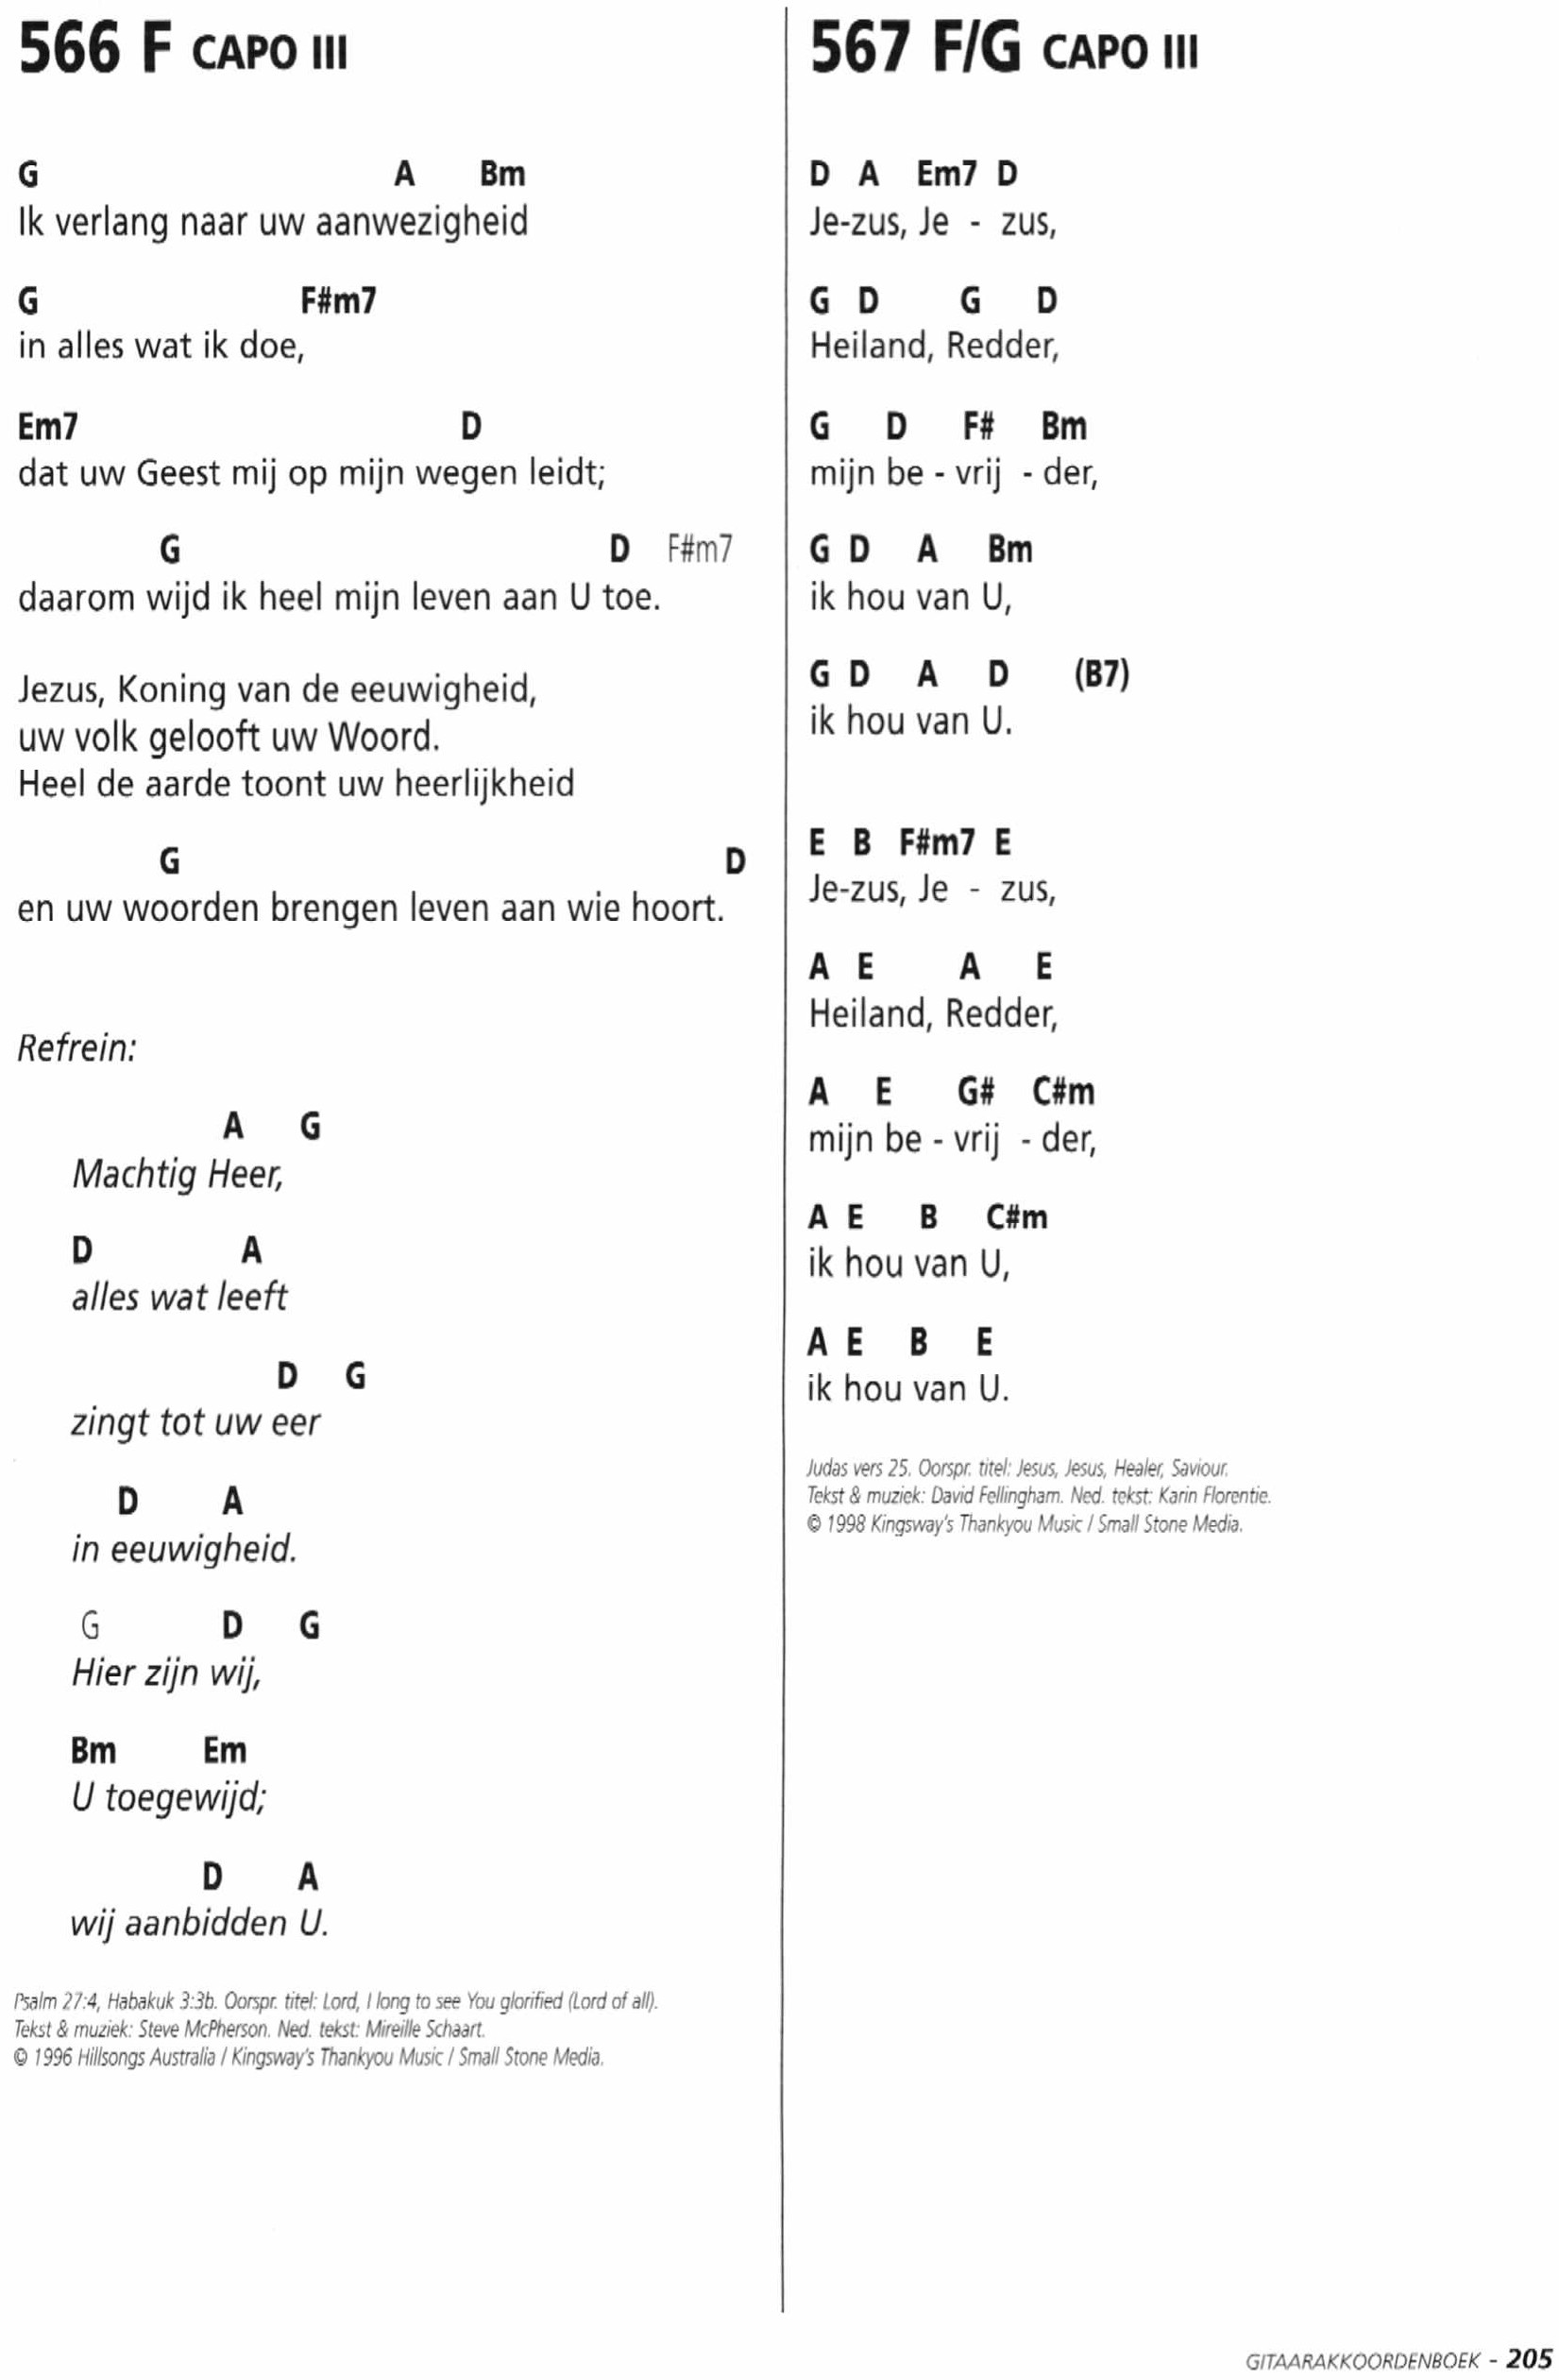 566 F CAPO III
G A Bm
Ik verlang naar uw aanwezigheid
G F#m7
in alles wat ik doe,
Em7 D
dat uw Geest mij op mijn wegen leidt;
G D F#m7
daarom wijd ik heel mijn leven aan U toe.
Jezus, Koning van de eeuwigheid,
uw volk gelooft uw Woord.
Heel de aarde toont uw heerlijkheid
G D
en uw woorden brengen leven aan wie hoort.
Refrein:
A G
Machtig Heer,
D A
alles wat leeft
D G
zingt tot uw eer
D A
in eeuwigheid.
G D G
Hier zijn wij,
Bm Em
U toegewijd;
D A
wij aanbidden U.
Psalm 27:4, Habakuk 3:3b. Oorspr. titel: Lord, I long to see You glorified (Lord of all).
Tekst & muziek: Steve McPherson. Ned. tekst: Mireille Schaart.
© 1996 Hillsongs Australia / Kingsway's Thankyou Music / Small Stone Media.
567 F/G CAPO III
D A Em7 D
Je-zus, Je - zus,
G D G D
Heiland, Redder,
G D F# Bm
mijn be - vrij - der,
G D A Bm
ik hou van U,
G D A D (B7)
ik hou van U.
E B F#m7 E
Je-zus, Je - zus,
A E A E
Heiland, Redder,
A E G# C#m
mijn be - vrij - der,
A E B C#m
ik hou van U,
A E B E
ik hou van U.
Judas vers 25. Oorspr. titel: Jesus, Jesus, Healer, Saviour.
Tekst & muziek: David Fellingham. Ned. tekst: Karin Florentie.
© 1998 Kingsway's Thankyou Music / Small Stone Media.
GITAARAKKOORDENBOEK - 205